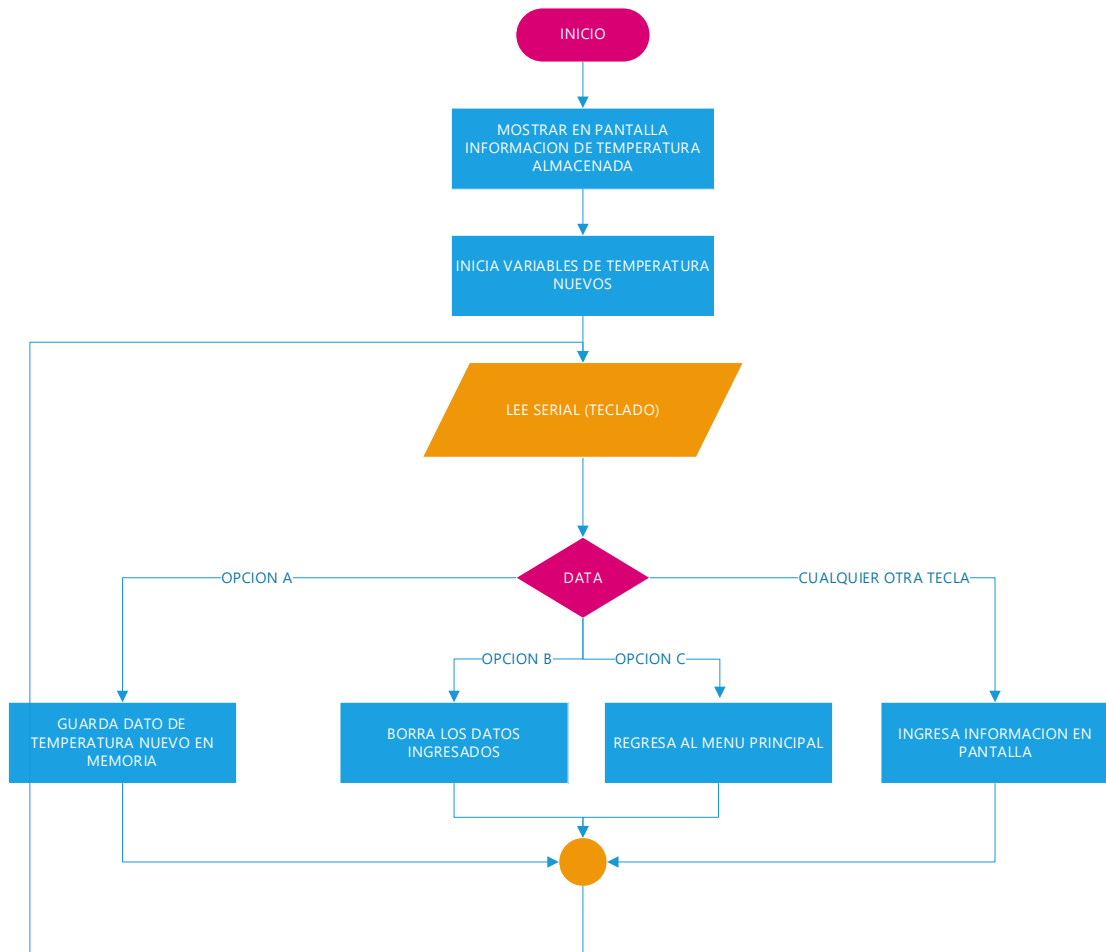 INICIO
MOSTRAR EN PANTALLA
INFORMACION DE TEMPERATURA
ALMACENADA
INICIA VARIABLES DE TEMPERATURA
NUEVOS
LEE SERIAL (TECLADO)
DATA
OPCION A
CUALQUIER OTRA TECLA
OPCION B
OPCION C
GUARDA DATO DE
TEMPERATURA NUEVO EN
MEMORIA
BORRA LOS DATOS
INGRESADOS
REGRESA AL MENU PRINCIPAL
INGRESA INFORMACION EN
PANTALLA